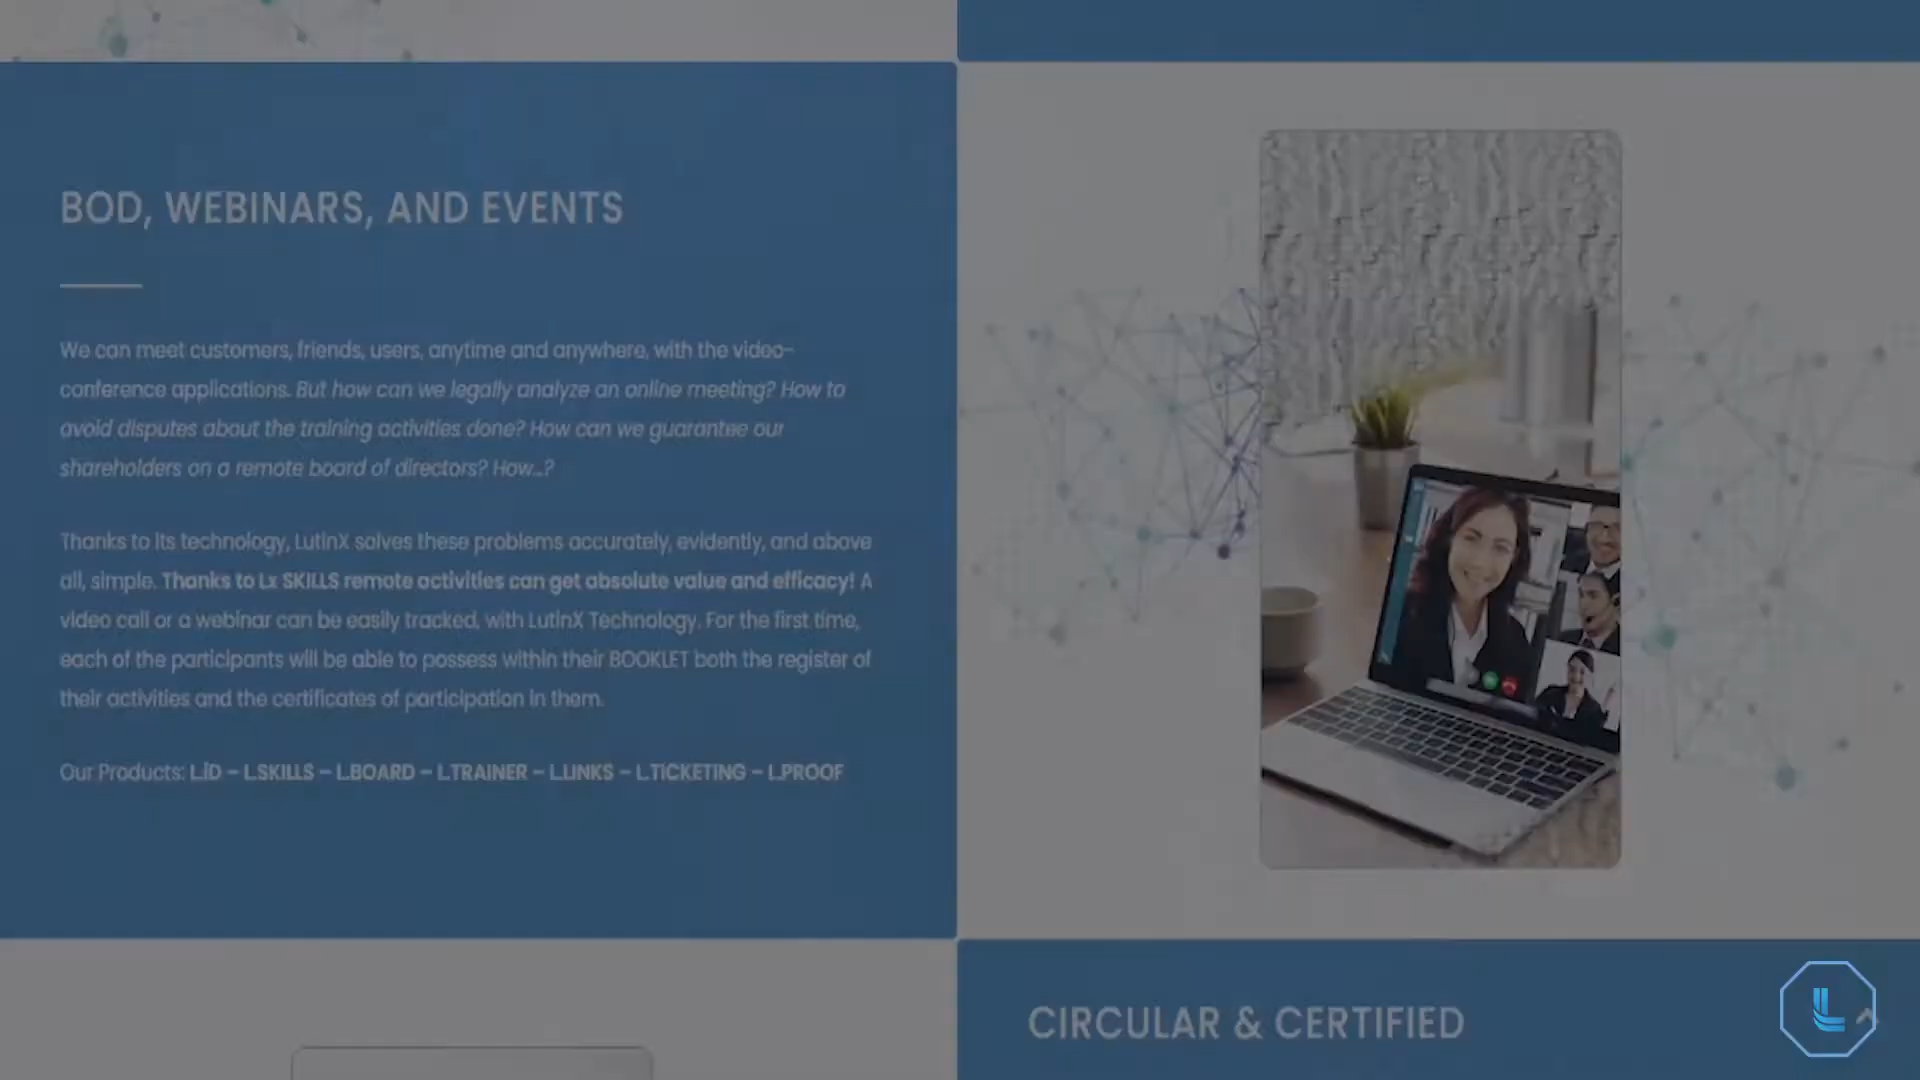 BOD, WEBINARS, AND EVENTS
We can meet customers, friends, users, anytime and anywhere, with the video-
conference applications. But how can we legally analyze an online meeting? How to
avoid disputes about the training activities done? How can we guarantee our
shareholders on a remote board of directors? How...?
Thanks to its technology, LutinX solves these problems accurately, evidently, and above
all, simple. Thanks to Lx SKILLS remote activities can get absolute value and efficacy! A
video call or a webinar can be easily tracked, with LutinX Technology. For the first time,
each of the participants will be able to possess within their BOOKLET both the register of
their activities and the certificates of participation in them.
Our Products: L.iD – L.SKILLS – L.BOARD – L.TRAINER – L.LINKS – L.TiCKETING – L.PROOF
CIRCULAR & CERTIFIED